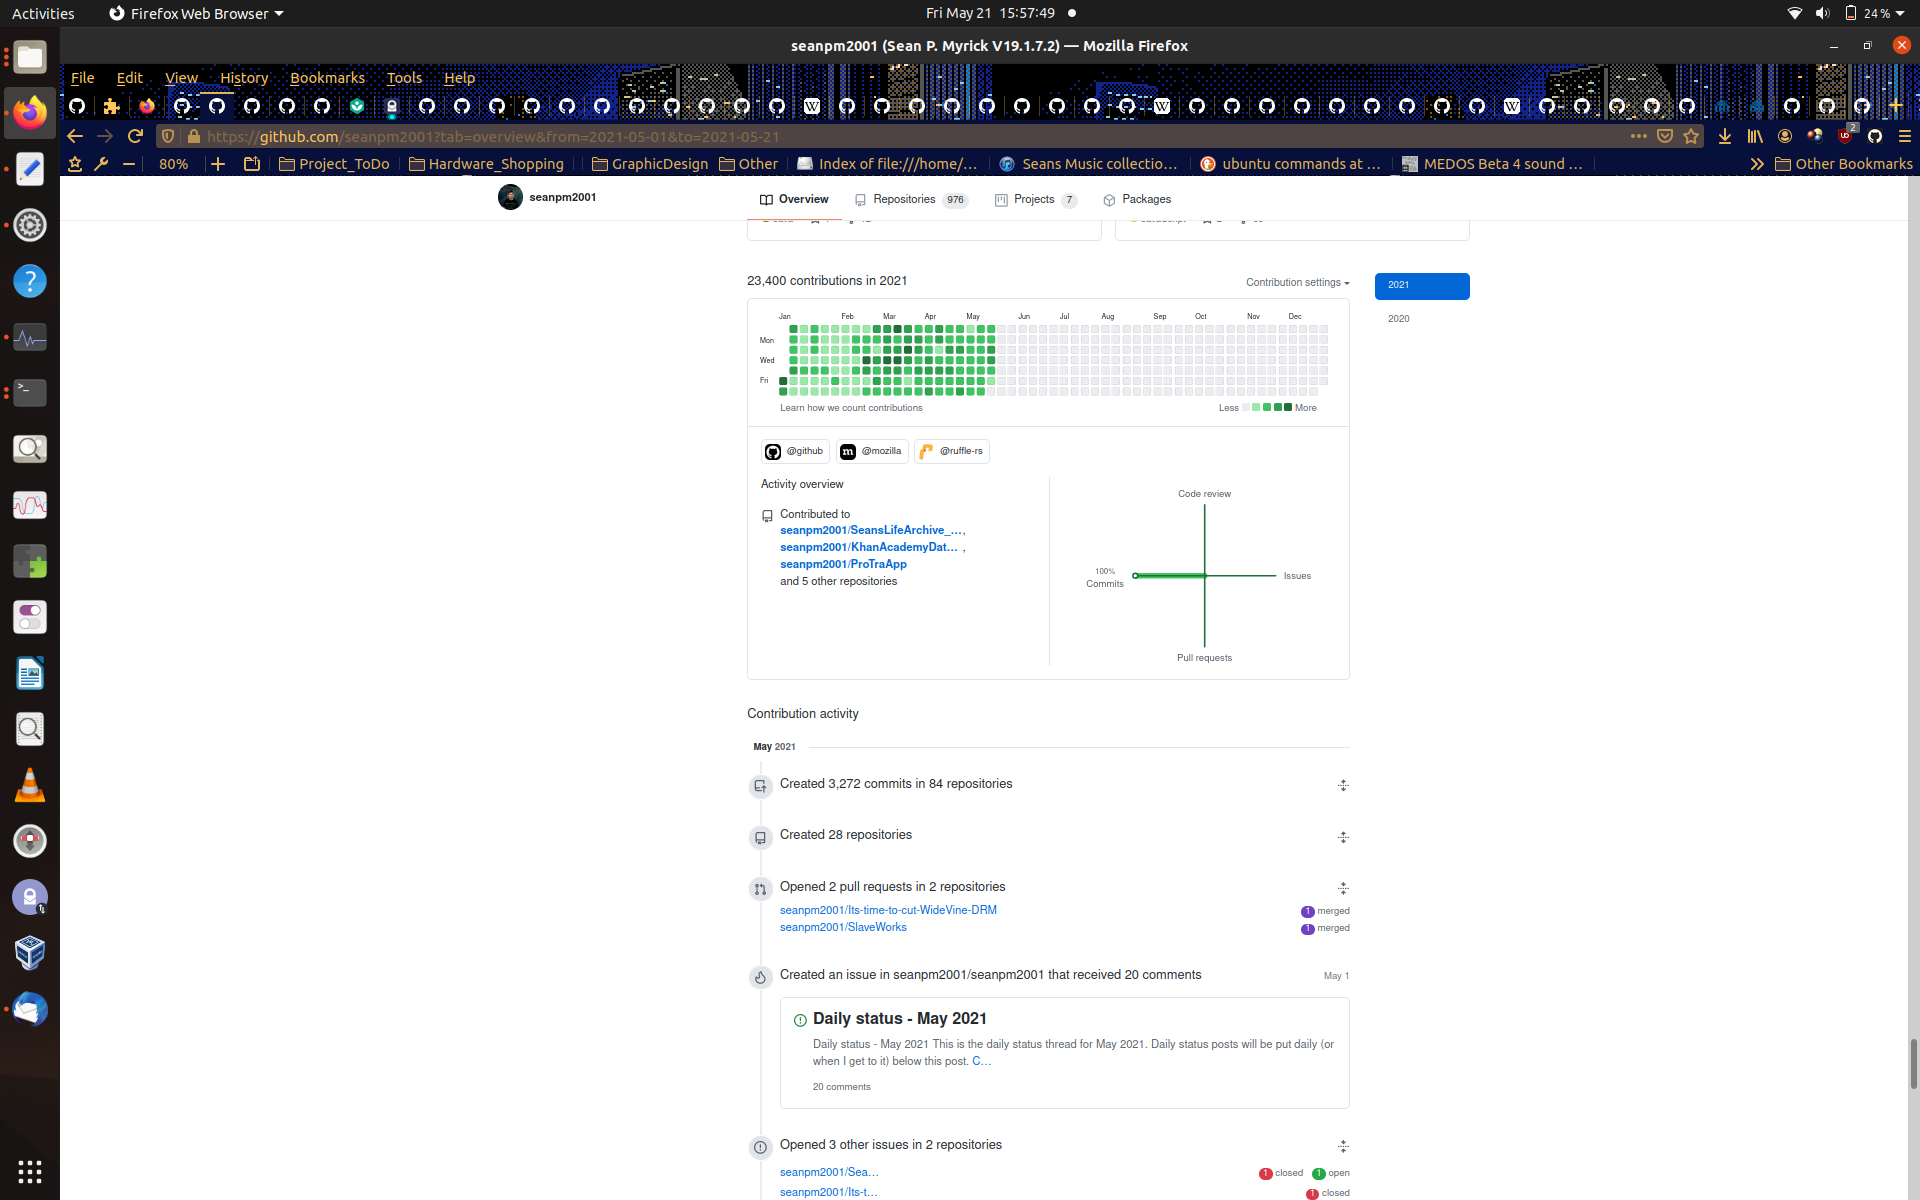 Activities
Firefox Web Browser
Fri May 21 15:57:49
24 %
seanpm2001 (Sean P. Myrick V19.1.7.2) — Mozilla Firefox
File Edit View History Bookmarks Tools Help
https://github.com/seanpm2001?tab=overview&from=2021-05-01&to=2021-05-21
2
80%
Project_ToDo
Hardware_Shopping
GraphicDesign
Other
Index of file:///home/...
Seans Music collectio...
ubuntu commands at ...
MEDOS Beta 4 sound ...
Other Bookmarks
seanpm2001
Overview
Repositories 976
Projects 7
Packages
23,400 contributions in 2021
Contribution settings
2021
2020
Jan Feb Mar Apr May Jun Jul Aug Sep Oct Nov Dec
Mon
Wed
Fri
Learn how we count contributions
Less More
@github
@mozilla
@ruffle-rs
Activity overview
Contributed to
seanpm2001/SeansLifeArchive_...,
seanpm2001/KhanAcademyDat... ,
seanpm2001/ProTraApp
and 5 other repositories
Code review
100%
Commits
Issues
Pull requests
Contribution activity
May 2021
Created 3,272 commits in 84 repositories
Created 28 repositories
Opened 2 pull requests in 2 repositories
seanpm2001/Its-time-to-cut-WideVine-DRM 1 merged
seanpm2001/SlaveWorks 1 merged
Created an issue in seanpm2001/seanpm2001 that received 20 comments May 1
Daily status - May 2021
Daily status - May 2021 This is the daily status thread for May 2021. Daily status posts will be put daily (or
when I get to it) below this post. C...
20 comments
Opened 3 other issues in 2 repositories
seanpm2001/Sea... 1 closed 1 open
seanpm2001/Its-t... 1 closed